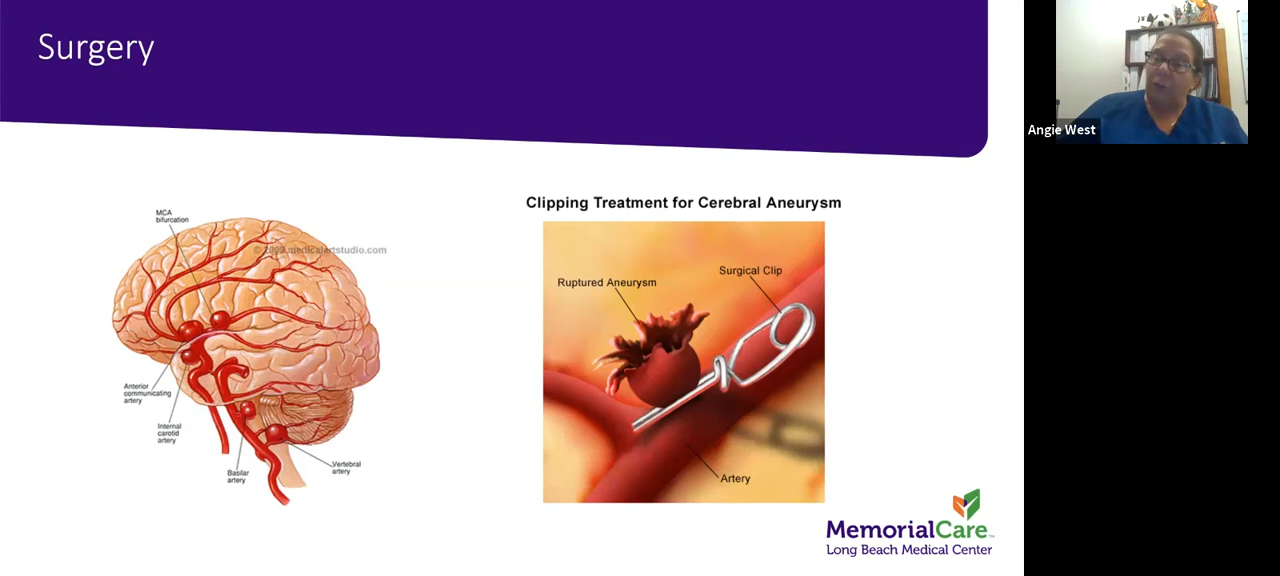 Surgery
Angie West
Clipping Treatment for Cerebral Aneurysm
MCA
bifurcation
© 2009 medicalartstudio.com
Anterior
communicating
artery
Internal
carotid
artery
Basilar
artery
Vertebral
artery
Ruptured Aneurysm
Surgical Clip
Artery
MemorialCare™
Long Beach Medical Center